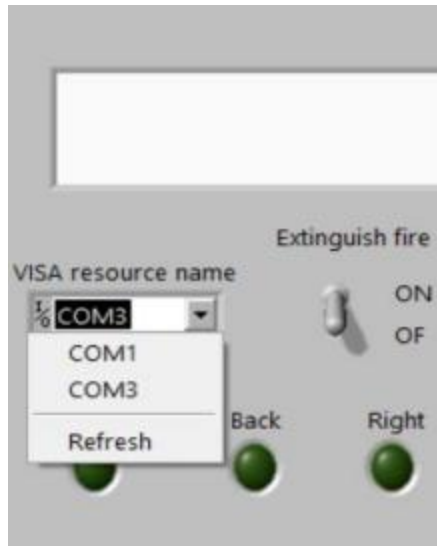 Extinguish fire
VISA resource name
I/O COM3
ON
OF
COM1
COM3
Refresh
Back
Right